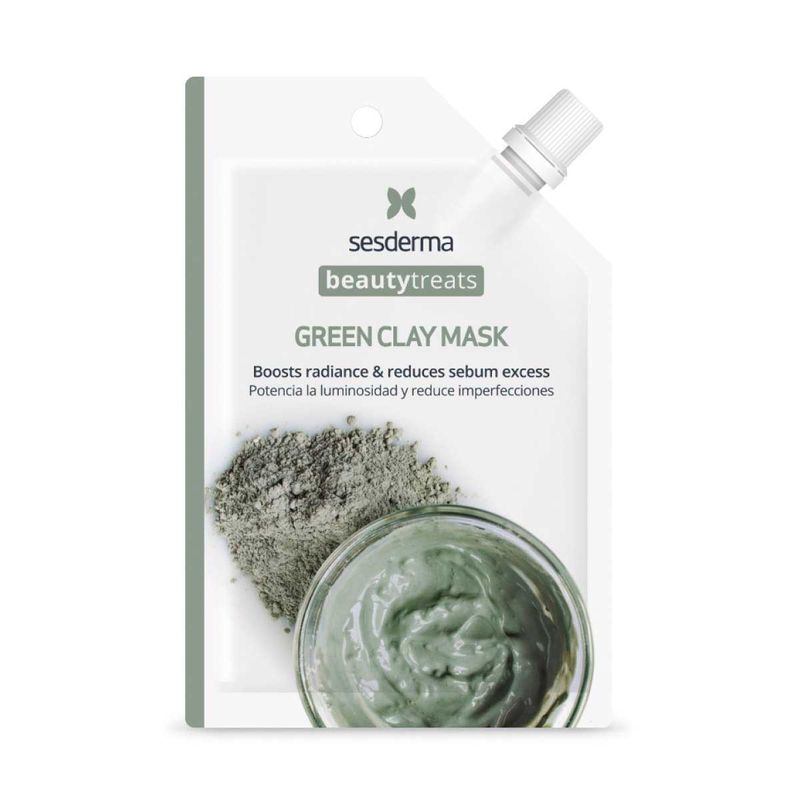 sesderma
beautytreats
GREEN CLAY MASK
Boosts radiance & reduces sebum excess
Potencia la luminosidad y reduce imperfecciones